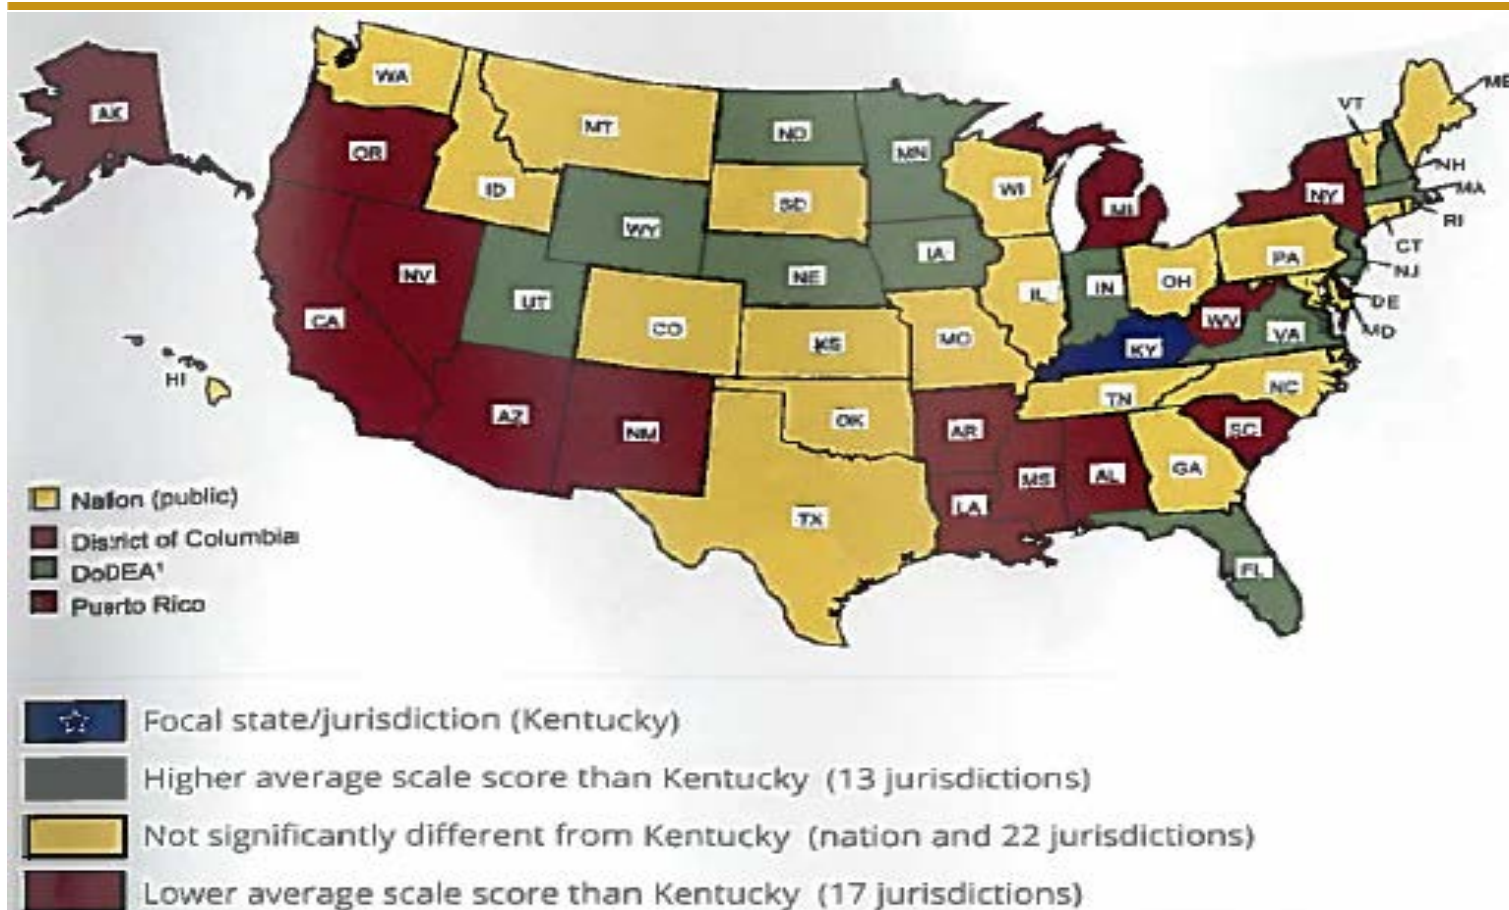 WA
AK
MT
ND
MN
VT
ME
OR
ID
SD
WI
MI
NY
NH
MA
RI
CT
NJ
WY
IA
NE
PA
NV
UT
IL
IN
OH
DE
MD
CA
CO
KS
MO
KY
WV
VA
HI
AZ
NM
OK
AR
TN
NC
SC
MS
AL
GA
LA
TX
FL
Nation (public)
District of Columbia
DoDEA¹
Puerto Rico
Focal state/jurisdiction (Kentucky)
Higher average scale score than Kentucky (13 jurisdictions)
Not significantly different from Kentucky (nation and 22 jurisdictions)
Lower average scale score than Kentucky (17 jurisdictions)